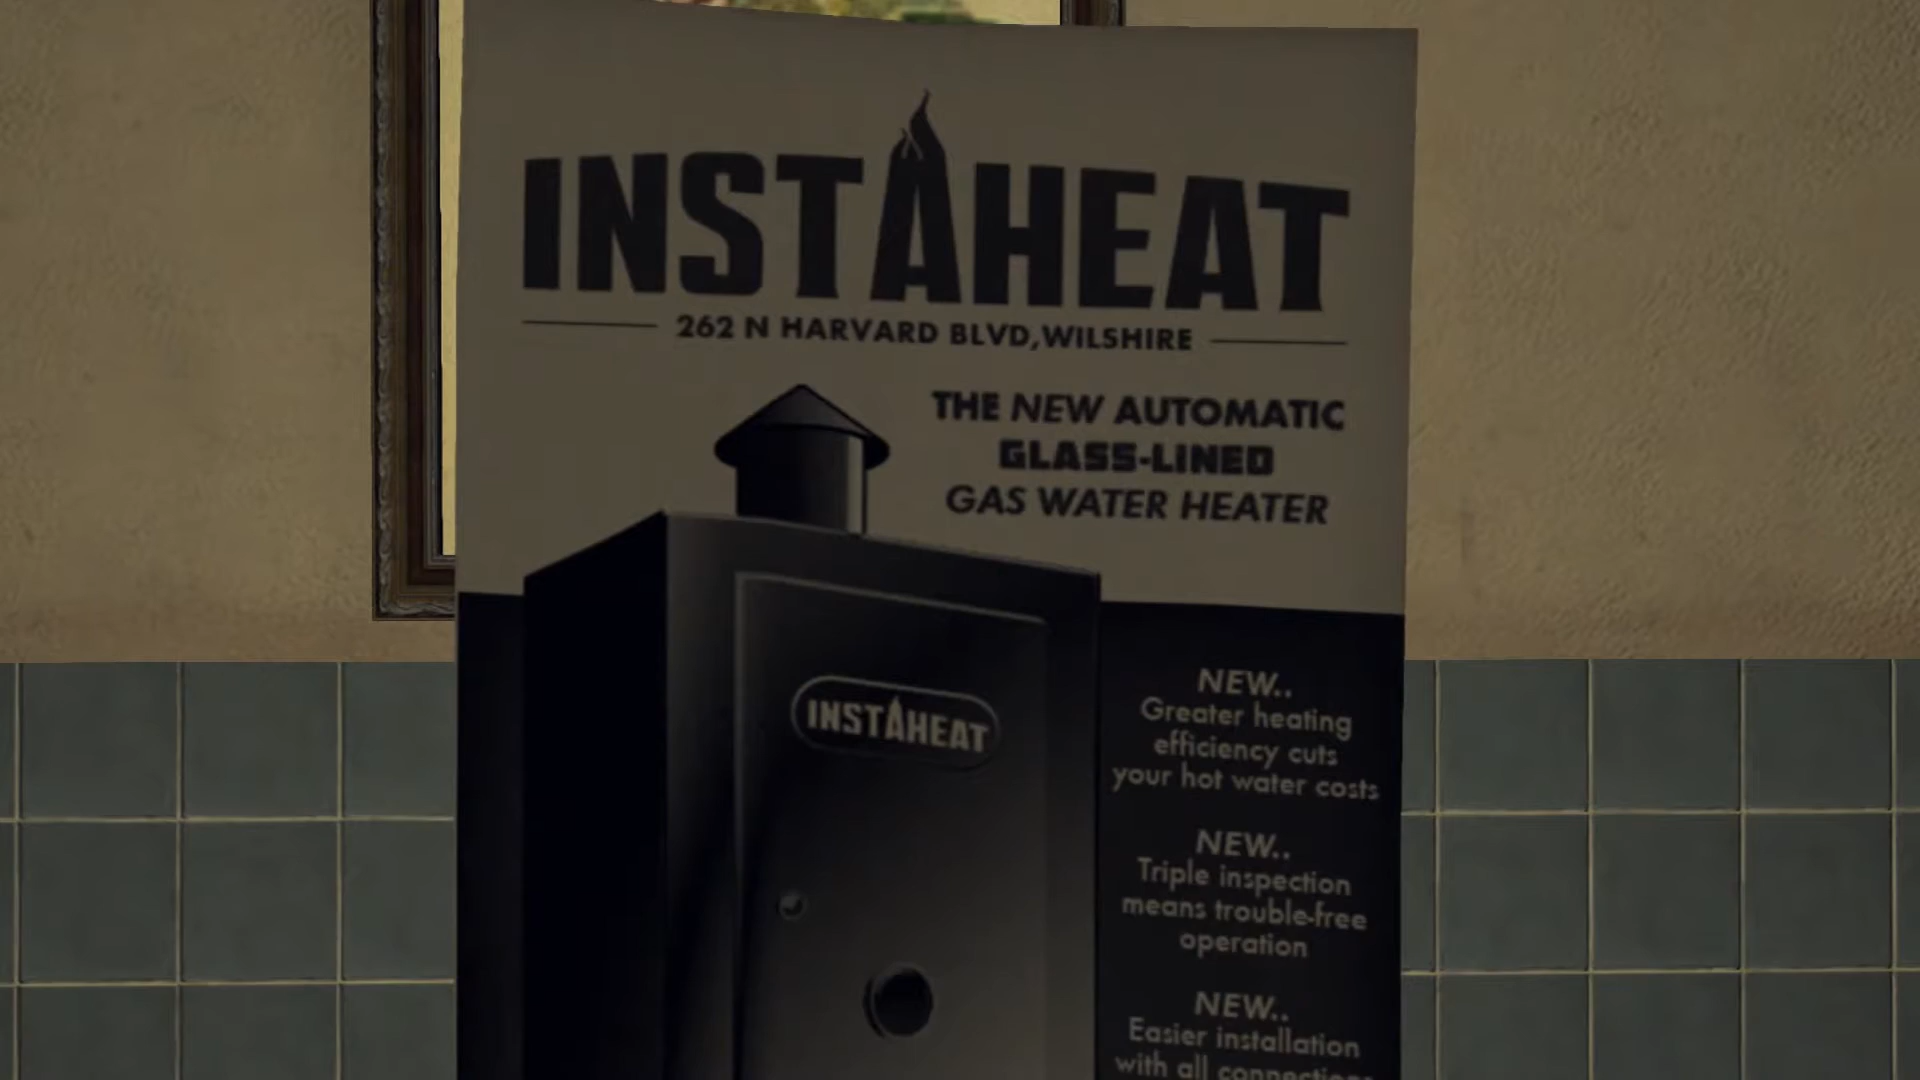 INSTAHEAT
262 N HARVARD BLVD, WILSHIRE
THE NEW AUTOMATIC
GLASS-LINED
GAS WATER HEATER
INSTAHEAT
NEW..
Greater heating
efficiency cuts
your hot water costs
NEW..
Triple inspection
means trouble-free
operation
NEW..
Easier installation
with all connections